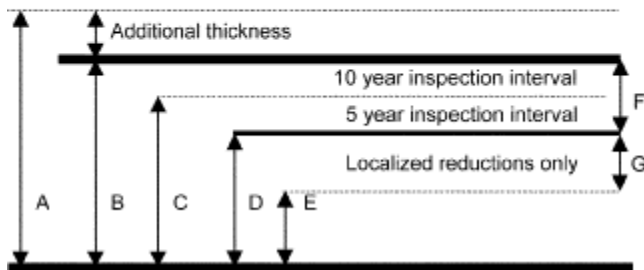 Additional thickness
10 year inspection interval
F
5 year inspection interval
Localized reductions only
G
A B C D E